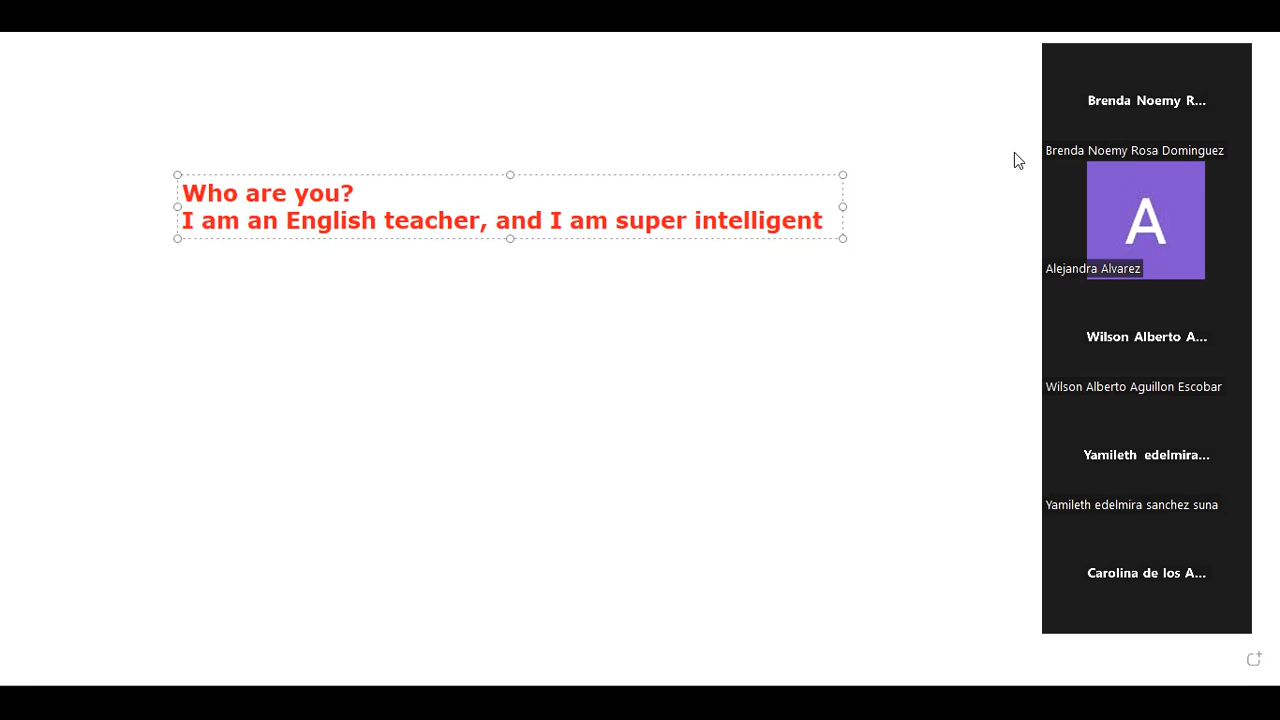 Who are you?
I am an English teacher, and I am super intelligent
Brenda Noemy R...
Brenda Noemy Rosa Dominguez
A
Alejandra Alvarez
Wilson Alberto A...
Wilson Alberto Aguillon Escobar
Yamileth edelmira...
Yamileth edelmira sanchez suna
Carolina de los A...